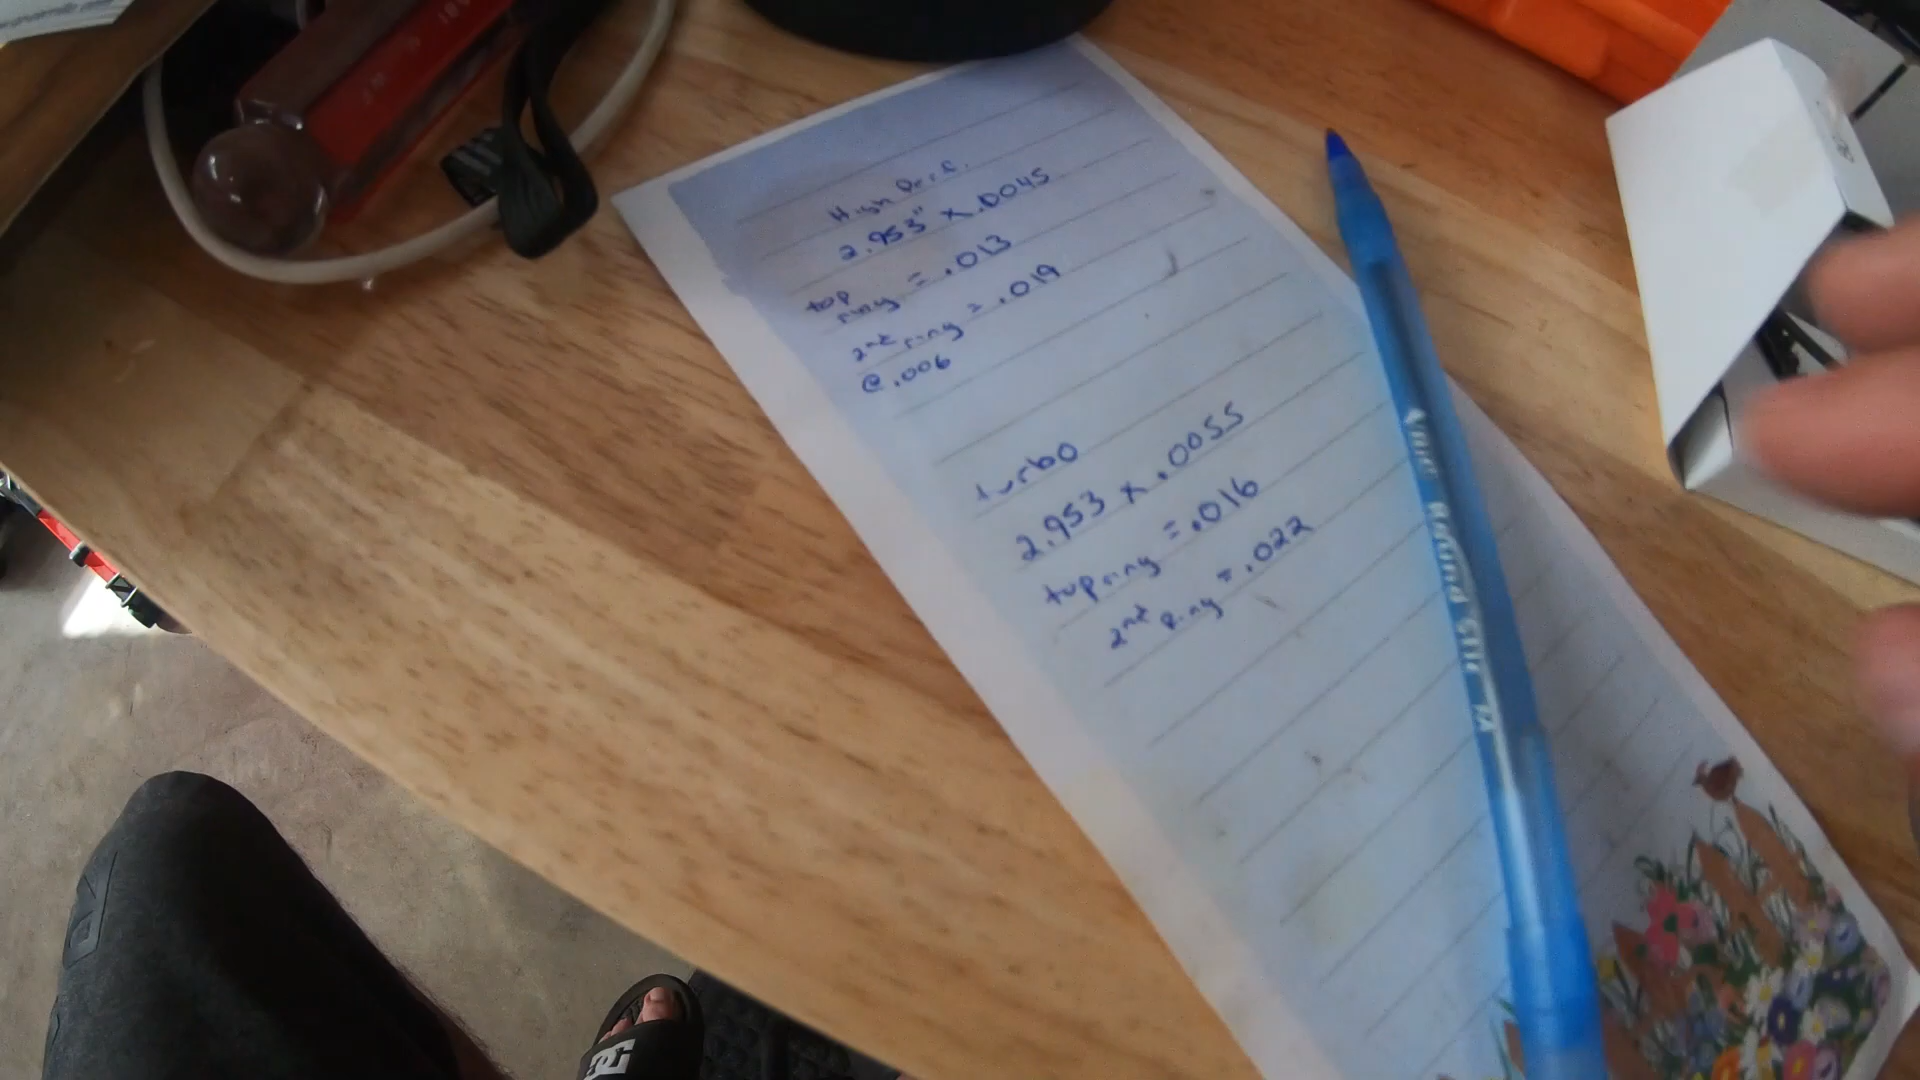 High Perf.
2.953" x .0045
top
ring = .013
2nd ring = .019
@ .006
turbo
2.953 x .0055
top ring = .016
2nd Ring = .022
BIC Round Stic